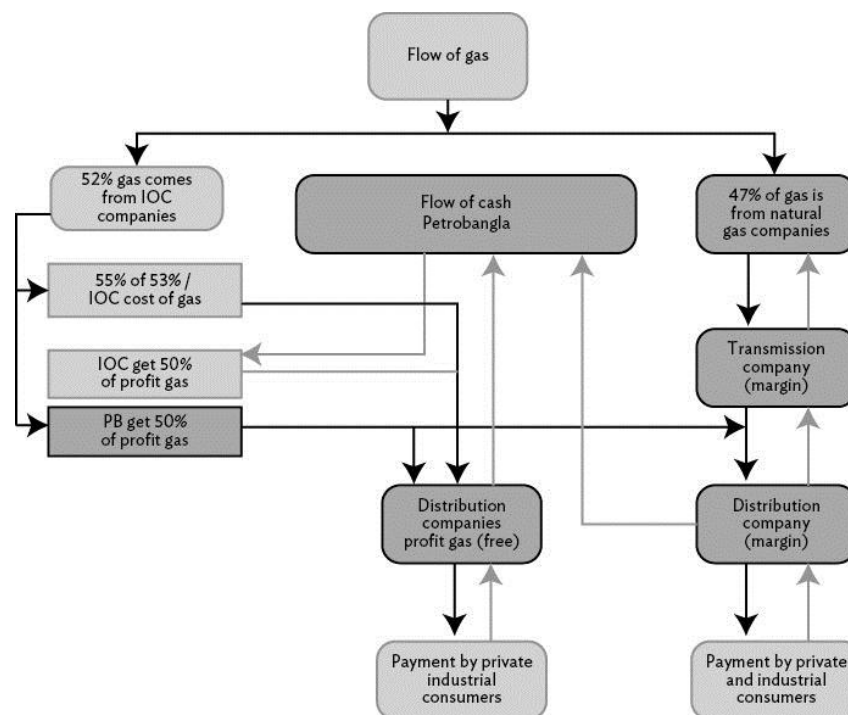 Flow of gas
52% gas comes
from IOC
companies
Flow of cash
Petrobangla
47% of gas is
from natural
gas companies
55% of 53% /
IOC cost of gas
IOC get 50%
of profit gas
Transmission
company
(margin)
PB get 50%
of profit gas
Distribution
companies
profit gas (free)
Distribution
company
(margin)
Payment by private
industrial
consumers
Payment by private
and industrial
consumers